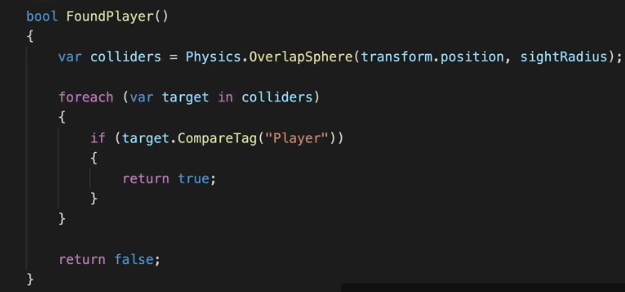 bool FoundPlayer()
{
    var colliders = Physics.OverlapSphere(transform.position, sightRadius);

    foreach (var target in colliders)
    {
        if (target.CompareTag("Player"))
        {
            return true;
        }
    }

    return false;
}